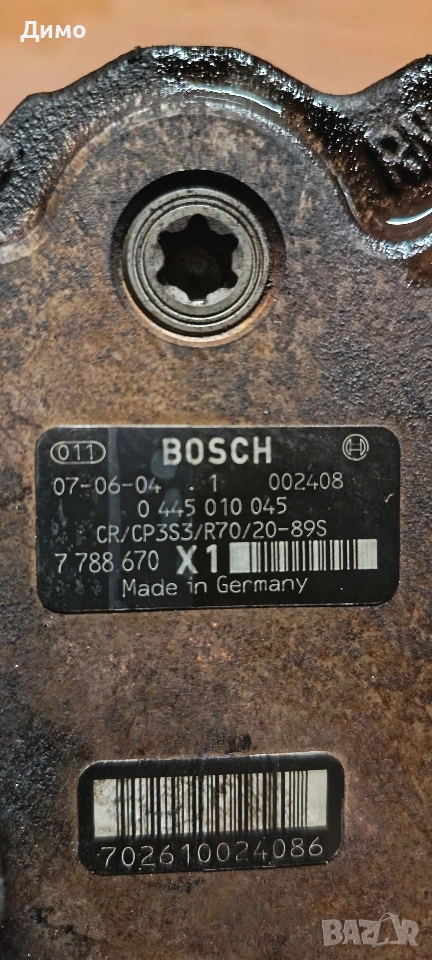 Димо
BOSCH
011
07-06-04 .1 002408
0 445 010 045
CR/CP3S3/R70/20-89S
7 788 670 X1
Made in Germany
702610024086
BAZAR